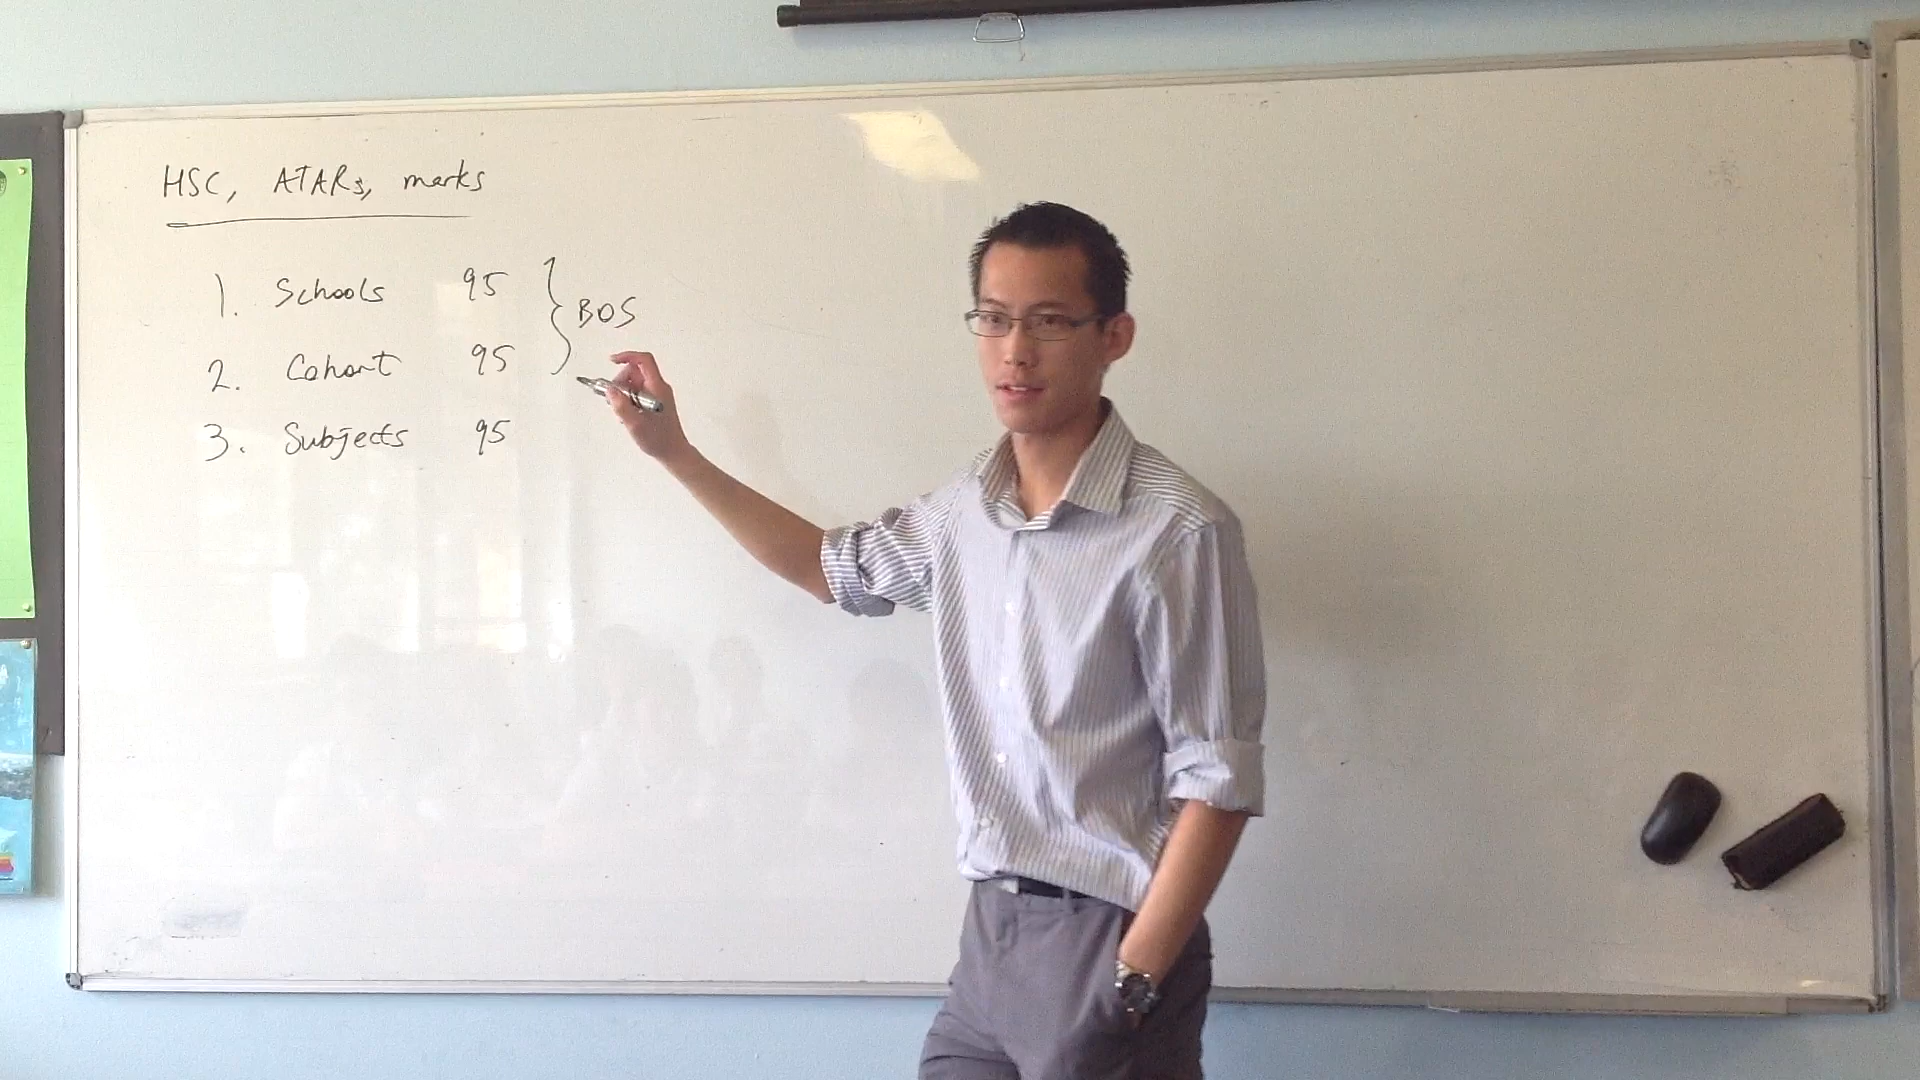 HSC, ATARs, marks
1. Schools 95
2. Cohort 95
BOS
3. Subjects 95